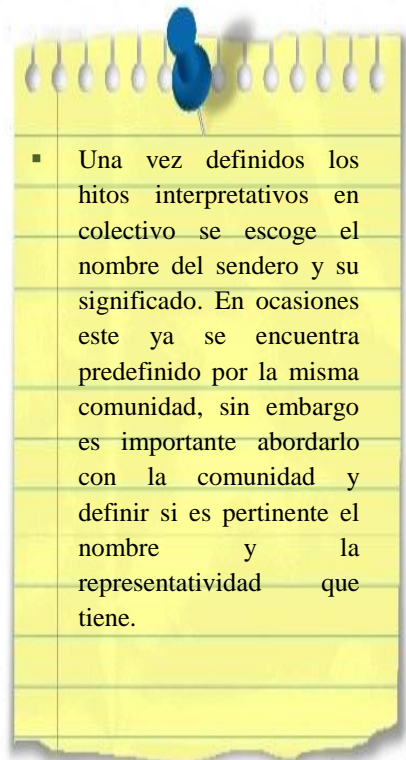 ▪ Una vez definidos los
hitos interpretativos en
colectivo se escoge el
nombre del sendero y su
significado. En ocasiones
este ya se encuentra
predefinido por la misma
comunidad, sin embargo
es importante abordarlo
con la comunidad y
definir si es pertinente el
nombre y la
representatividad que
tiene.